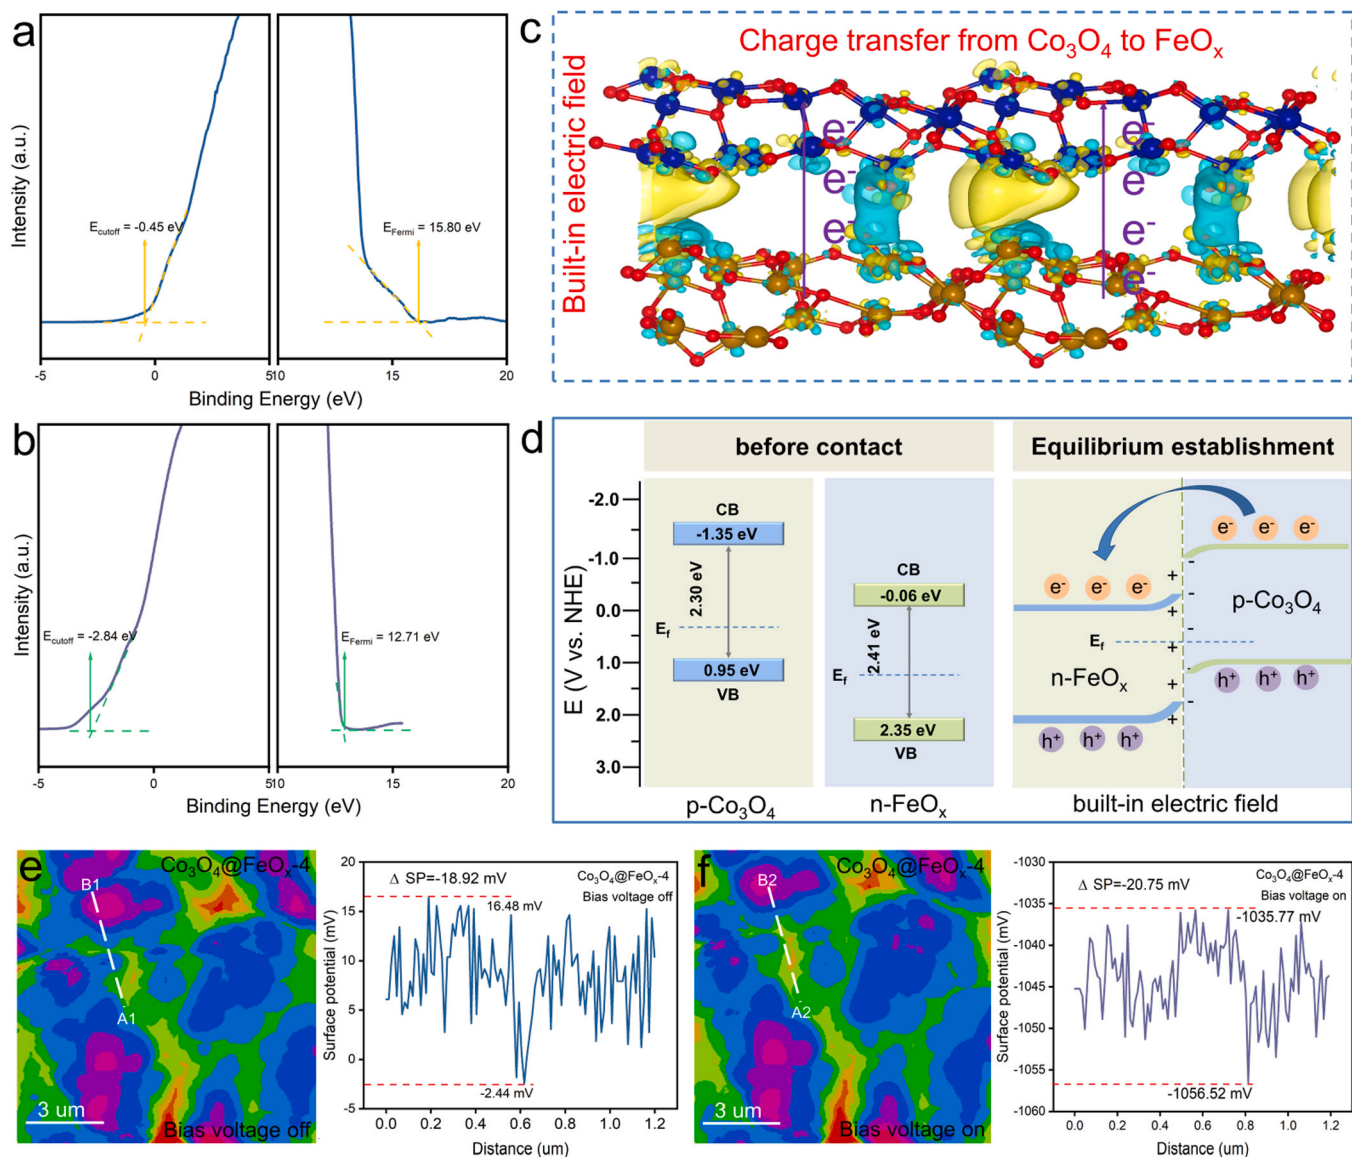 a
Intensity (a.u.)
E_cutoff = -0.45 eV
E_Fermi = 15.80 eV
-5 0 5 10 15 20
Binding Energy (eV) Binding Energy (eV)
b
Intensity (a.u.)
E_cutoff = -2.84 eV
E_Fermi = 12.71 eV
-5 0 5 10 15 20
Binding Energy (eV) Binding Energy (eV)
c
Charge transfer from Co₃O₄ to FeOₓ
Built-in electric field
e⁻ e⁻
e⁻ e⁻
e⁻ e⁻
e⁻ e⁻
d
before contact
Equilibrium establishment
E (V vs. NHE)
-2.0
-1.0
0.0
1.0
2.0
3.0
CB
-1.35 eV
2.30 eV
E_f
0.95 eV
VB
p-Co₃O₄
CB
-0.06 eV
2.41 eV
E_f
2.35 eV
VB
n-FeOₓ
e⁻ e⁻ e⁻
e⁻ e⁻ e⁻
+ -
+ -
+ -
+ -
+ -
+
p-Co₃O₄
E_f
n-FeOₓ
h⁺ h⁺ h⁺
h⁺ h⁺ h⁺
built-in electric field
e
Co₃O₄@FeOₓ-4
B1
A1
3 um
Bias voltage off
Surface potential (mV)
20
15
10
5
0
-5
Δ SP=-18.92 mV
Co₃O₄@FeOₓ-4
Bias voltage off
16.48 mV
-2.44 mV
0.0 0.2 0.4 0.6 0.8 1.0 1.2
Distance (um)
f
Co₃O₄@FeOₓ-4
B2
A2
3 um
Bias voltage on
Surface potential (mV)
-1030
-1035
-1040
-1045
-1050
-1055
-1060
Δ SP=-20.75 mV
Co₃O₄@FeOₓ-4
Bias voltage on
-1035.77 mV
-1056.52 mV
0.0 0.2 0.4 0.6 0.8 1.0 1.2
Distance (um)